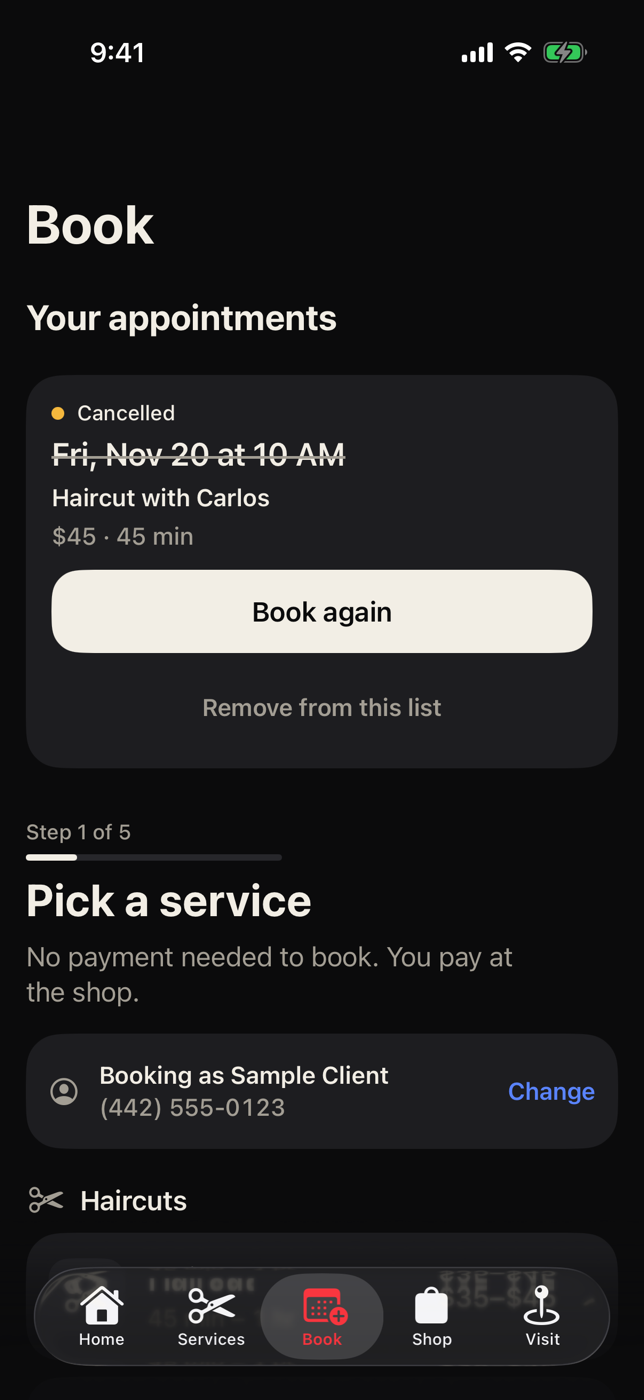 9:41
Book
Your appointments
Cancelled
Fri, Nov 20 at 10 AM
Haircut with Carlos
$45 · 45 min
Book again
Remove from this list
Step 1 of 5
Pick a service
No payment needed to book. You pay at
the shop.
Booking as Sample Client
(442) 555-0123
Change
Haircuts
Home
Services
Book
Shop
Visit